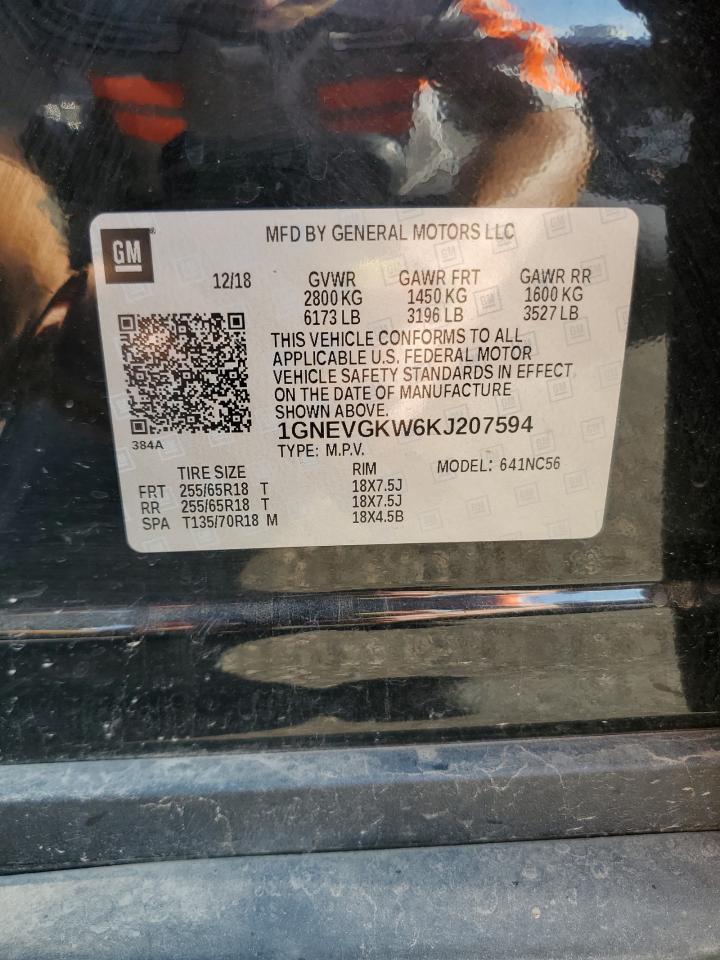 GM
MFD BY GENERAL MOTORS LLC
12/18 GVWR GAWR FRT GAWR RR
2800 KG 1450 KG 1600 KG
6173 LB 3196 LB 3527 LB
THIS VEHICLE CONFORMS TO ALL
APPLICABLE U.S. FEDERAL MOTOR
VEHICLE SAFETY STANDARDS IN EFFECT
ON THE DATE OF MANUFACTURE
SHOWN ABOVE.
384A
1GNEVGKW6KJ207594
TYPE: M.P.V. MODEL: 641NC56
TIRE SIZE RIM
FRT 255/65R18 T 18X7.5J
RR 255/65R18 T 18X7.5J
SPA T135/70R18 M 18X4.5B